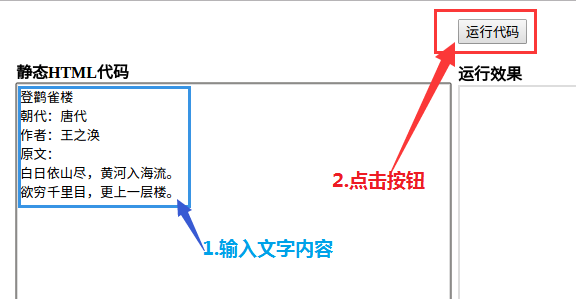 运行代码
静态HTML代码
运行效果
登鹳雀楼
朝代：唐代
作者：王之涣
原文：
白日依山尽，黄河入海流。
欲穷千里目，更上一层楼。
2.点击按钮
1.输入文字内容